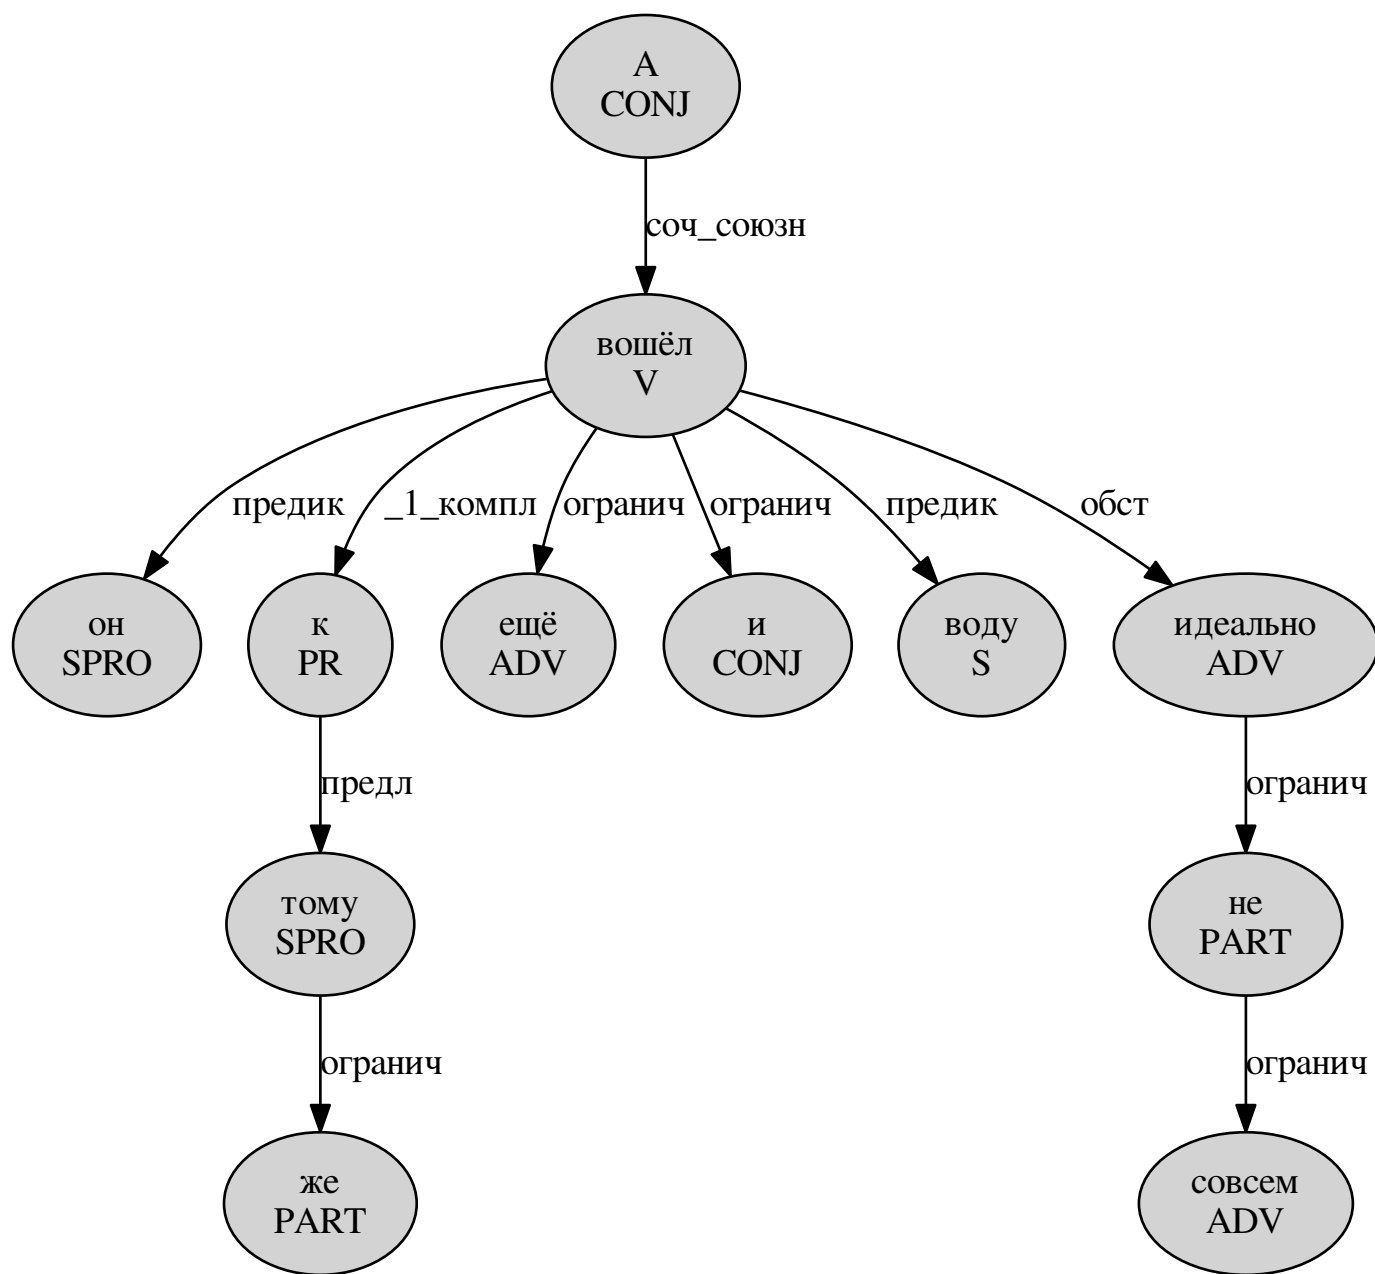 А
CONJ
соч_союзн
вошёл
V
предик
_1_компл
огранич
огранич
предик
обст
он
SPRO
к
PR
ещё
ADV
и
CONJ
воду
S
идеально
ADV
предл
огранич
тому
SPRO
не
PART
огранич
огранич
же
PART
совсем
ADV